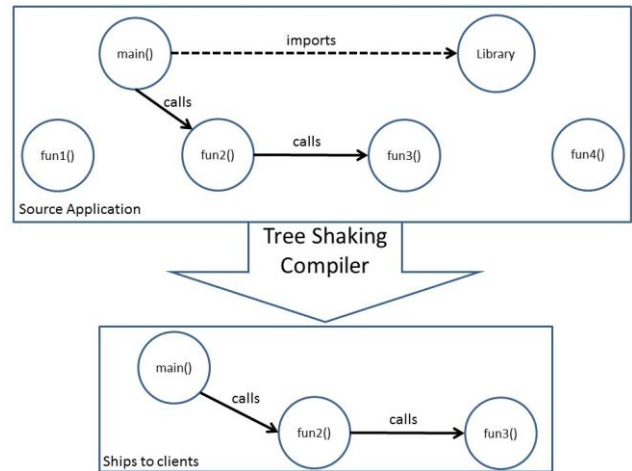 main()
imports
Library
calls
fun1()
fun2()
calls
fun3()
fun4()
Source Application
Tree Shaking
Compiler
main()
calls
fun2()
calls
fun3()
Ships to clients